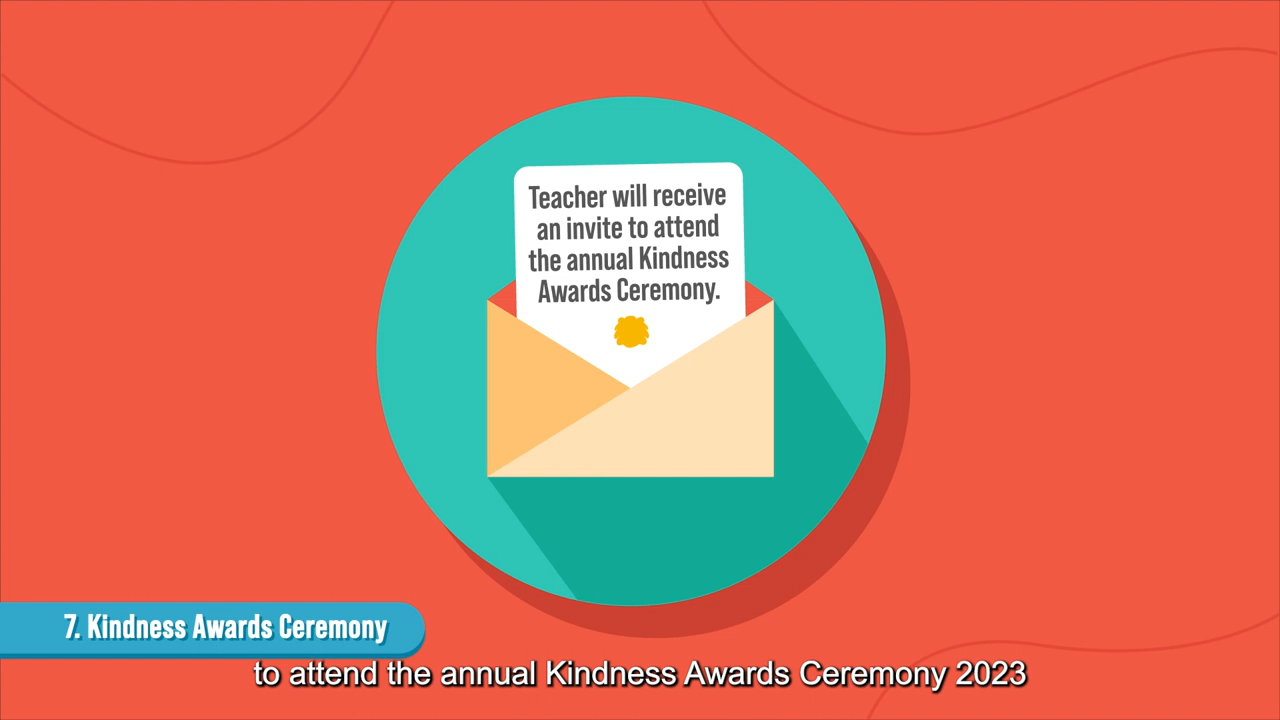 Teacher will receive
an invite to attend
the annual Kindness
Awards Ceremony.
7. Kindness Awards Ceremony
to attend the annual Kindness Awards Ceremony 2023